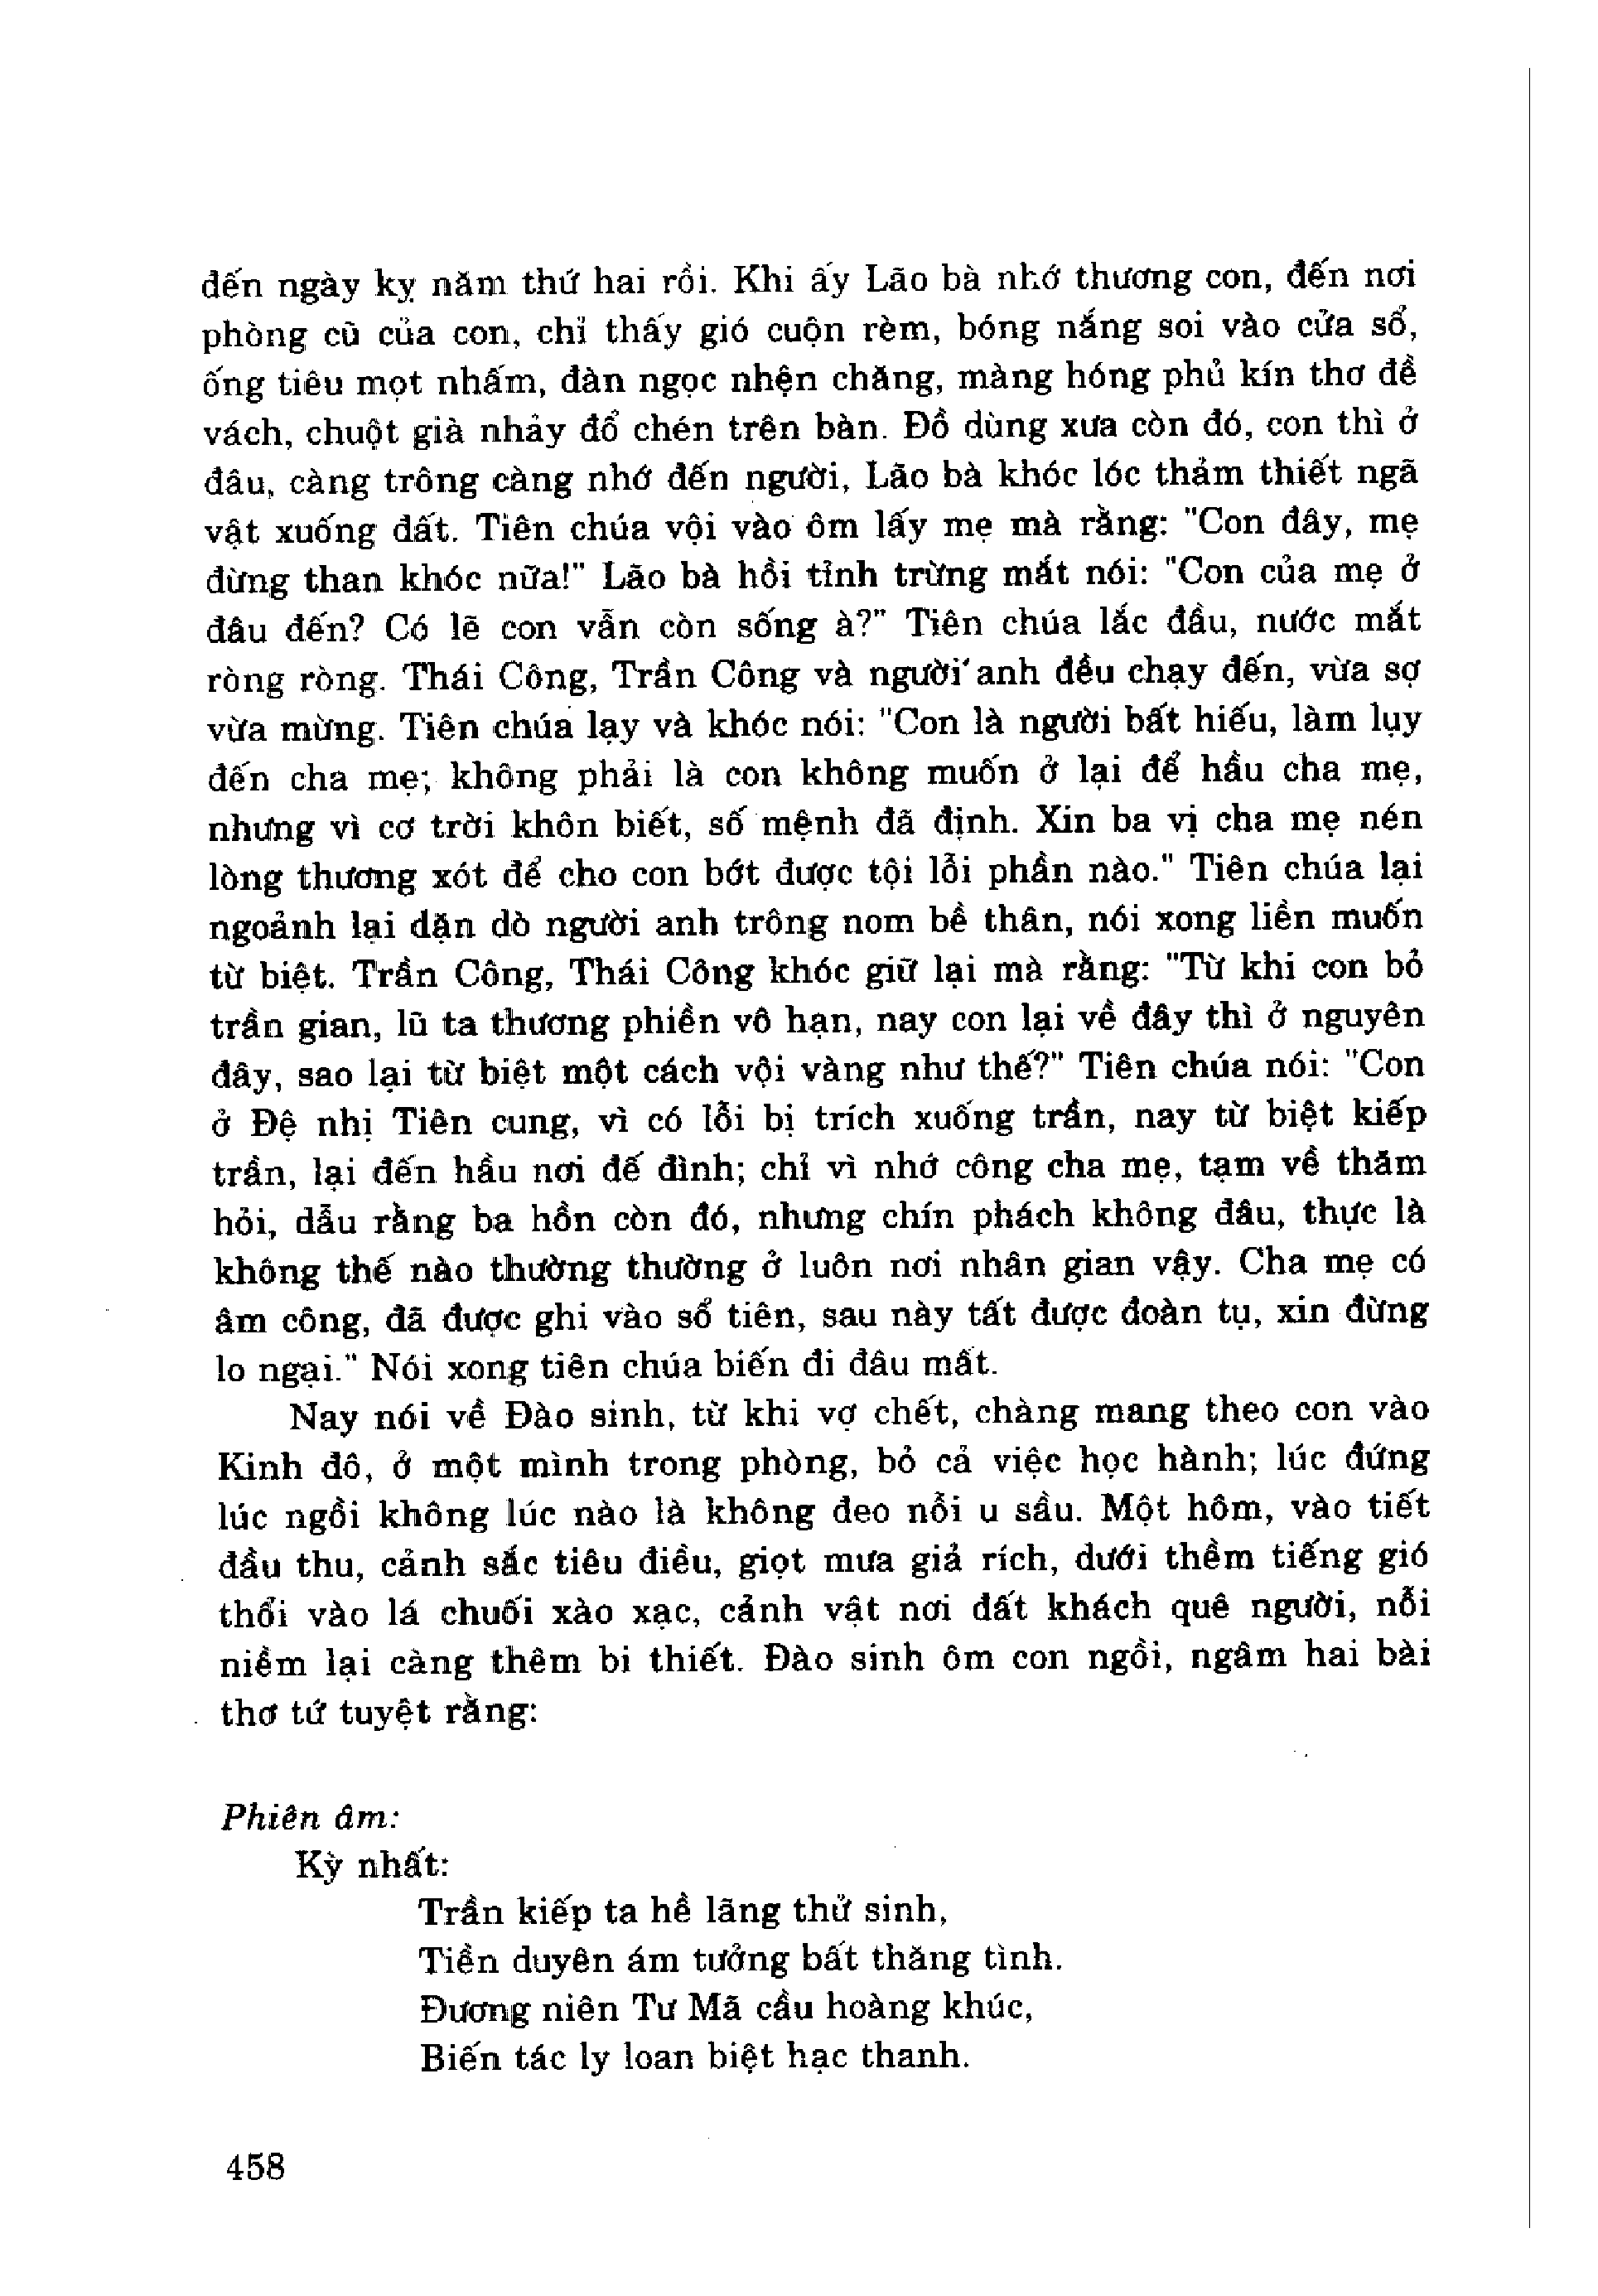 đến ngày kỵ năm thứ hai rồi. Khi ấy Lão bà nhớ thương con, đến nơi
phòng cũ của con, chỉ thấy gió cuộn rèm, bóng nắng soi vào cửa sổ,
ống tiêu mọt nhấm, đàn ngọc nhện chăng, màng hóng phủ kín thơ đề
vách, chuột già nhảy đổ chén trên bàn. Đồ dùng xưa còn đó, con thì ở
đâu, càng trông càng nhớ đến người, Lão bà khóc lóc thảm thiết ngã
vật xuống đất. Tiên chúa vội vào ôm lấy mẹ mà rằng: "Con đây, mẹ
đừng than khóc nữa!" Lão bà hồi tỉnh trừng mắt nói: "Con của mẹ ở
đâu đến? Có lẽ con vẫn còn sống à?" Tiên chúa lắc đầu, nước mắt
ròng ròng. Thái Công, Trần Công và người anh đều chạy đến, vừa sợ
vừa mừng. Tiên chúa lạy và khóc nói: "Con là người bất hiếu, làm lụy
đến cha mẹ; không phải là con không muốn ở lại để hầu cha mẹ,
nhưng vì cơ trời khôn biết, số mệnh đã định. Xin ba vị cha mẹ nén
lòng thương xót để cho con bớt được tội lỗi phần nào." Tiên chúa lại
ngoảnh lại dặn dò người anh trông nom bề thân, nói xong liền muốn
từ biệt. Trần Công, Thái Công khóc giữ lại mà rằng: "Từ khi con bỏ
trần gian, lũ ta thương phiền vô hạn, nay con lại về đây thì ở nguyên
đây, sao lại từ biệt một cách vội vàng như thế?" Tiên chúa nói: "Con
ở Đệ nhị Tiên cung, vì có lỗi bị trích xuống trần, nay từ biệt kiếp
trần, lại đến hầu nơi đế đình; chỉ vì nhớ công cha mẹ, tạm về thăm
hỏi, dẫu rằng ba hồn còn đó, nhưng chín phách không đâu, thực là
không thế nào thường thường ở luôn nơi nhân gian vậy. Cha mẹ có
âm công, đã được ghi vào sổ tiên, sau này tất được đoàn tụ, xin đừng
lo ngại." Nói xong tiên chúa biến đi đâu mất.
Nay nói về Đào sinh, từ khi vợ chết, chàng mang theo con vào
Kinh đô, ở một mình trong phòng, bỏ cả việc học hành; lúc đứng
lúc ngồi không lúc nào là không đeo nỗi u sầu. Một hôm, vào tiết
đầu thu, cảnh sắc tiêu điều, giọt mưa giả rích, dưới thềm tiếng gió
thổi vào lá chuối xào xạc, cảnh vật nơi đất khách quê người, nỗi
niềm lại càng thêm bi thiết. Đào sinh ôm con ngồi, ngâm hai bài
thơ tứ tuyệt rằng:
Phiên âm:
Kỳ nhất:
Trần kiếp ta hề lãng thử sinh,
Tiền duyên ám tưởng bất thăng tình.
Đương niên Tư Mã cầu hoàng khúc,
Biến tác ly loan biệt hạc thanh.
458